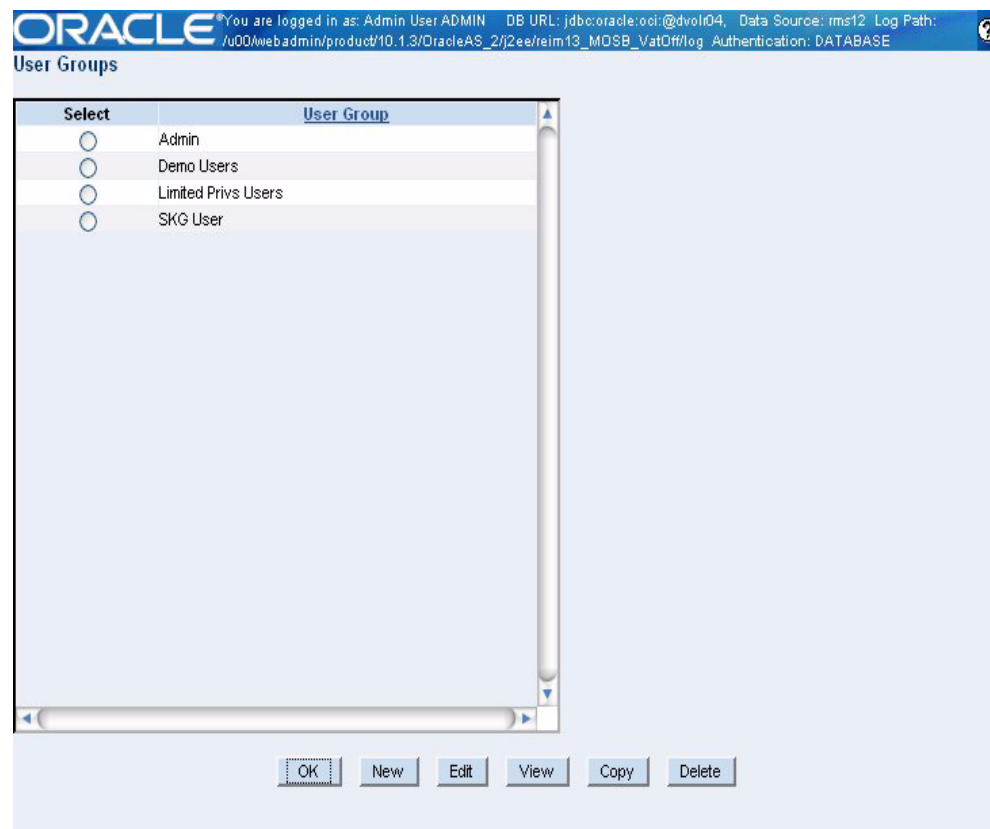 ORACLE® You are logged in as: Admin User ADMIN DB URL: jdbc:oracle:oci:@dvolr04, Data Source: rms12 Log Path:
/u00/webadmin/product/10.1.3/OracleAS_2/j2ee/reim13_MOSB_VatOff/log Authentication: DATABASE
?
User Groups
Select User Group
Admin
Demo Users
Limited Privs Users
SKG User
OK New Edit View Copy Delete